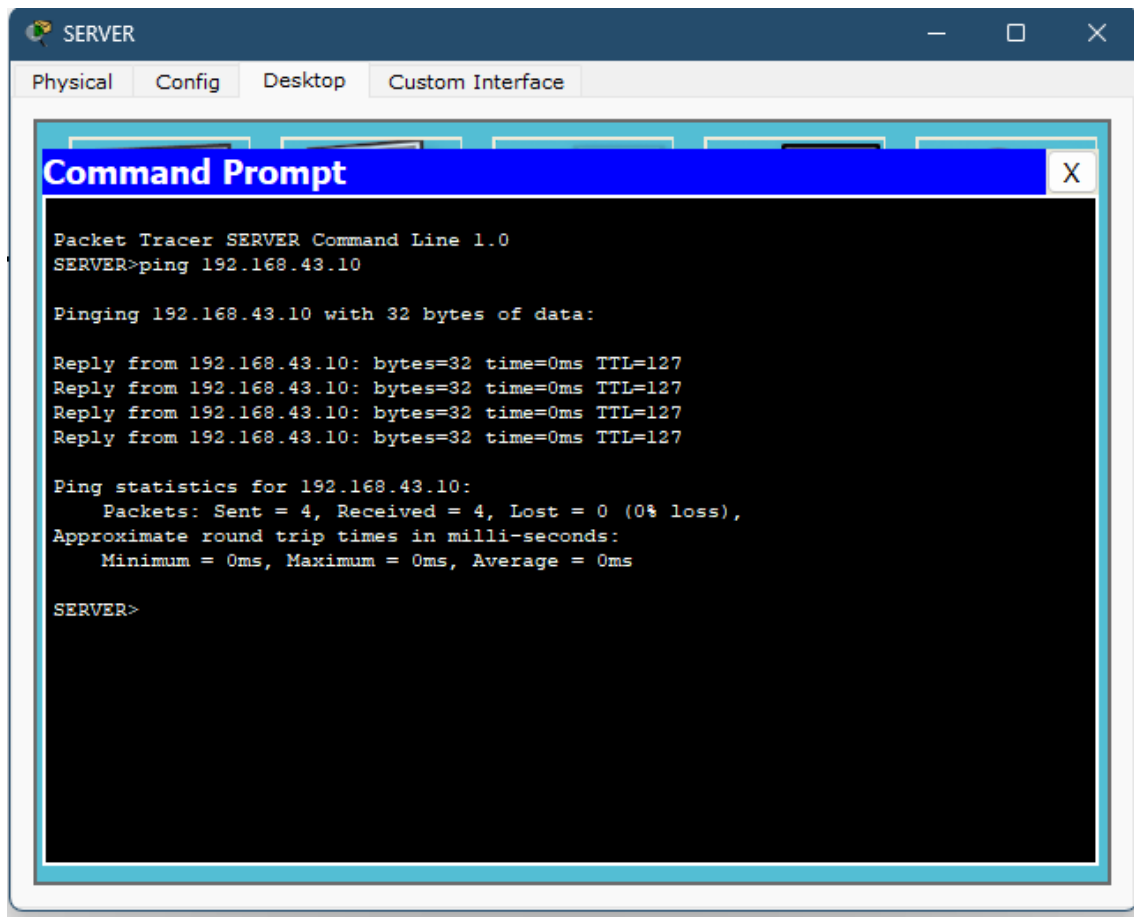 SERVER
Physical Config Desktop Custom Interface
Command Prompt X
Packet Tracer SERVER Command Line 1.0
SERVER>ping 192.168.43.10
Pinging 192.168.43.10 with 32 bytes of data:
Reply from 192.168.43.10: bytes=32 time=0ms TTL=127
Reply from 192.168.43.10: bytes=32 time=0ms TTL=127
Reply from 192.168.43.10: bytes=32 time=0ms TTL=127
Reply from 192.168.43.10: bytes=32 time=0ms TTL=127
Ping statistics for 192.168.43.10:
Packets: Sent = 4, Received = 4, Lost = 0 (0% loss),
Approximate round trip times in milli-seconds:
Minimum = 0ms, Maximum = 0ms, Average = 0ms
SERVER>